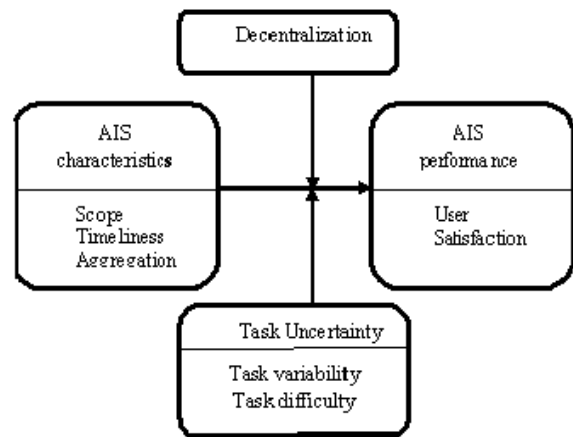 Decentralization
AIS
characteristics
Scope
Timeliness
Aggregation
AIS
performance
User
Satisfaction
Task Uncertainty
Task variability
Task difficulty